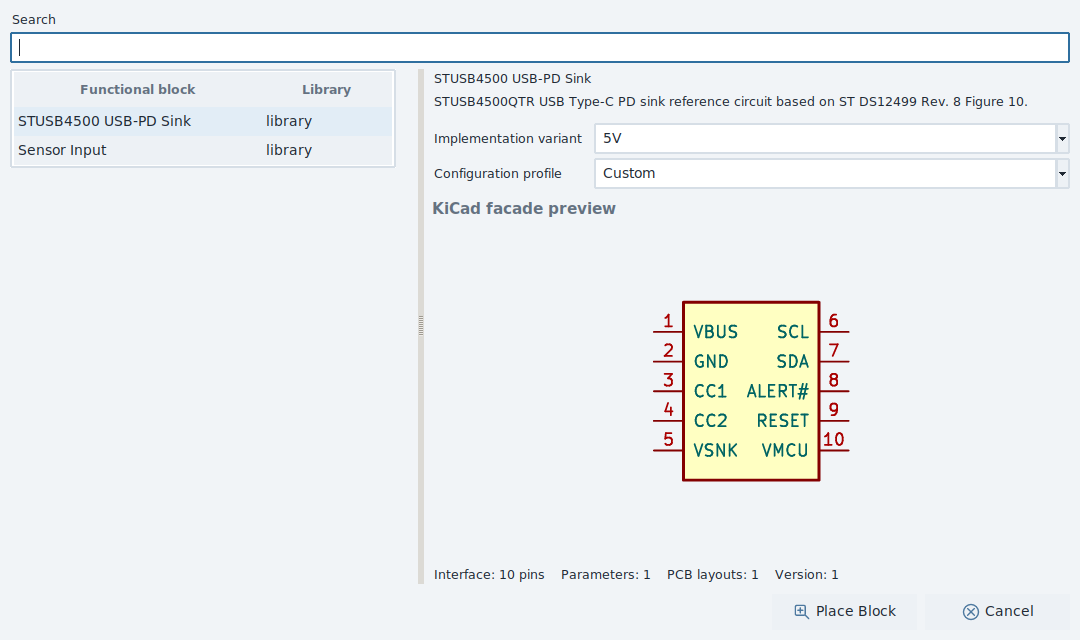 Search
Functional block Library
STUSB4500 USB-PD Sink library
Sensor Input library
STUSB4500 USB-PD Sink
STUSB4500QTR USB Type-C PD sink reference circuit based on ST DS12499 Rev. 8 Figure 10.
Implementation variant 5V
Configuration profile Custom
KiCad facade preview
1 VBUS SCL 6
2 GND SDA 7
3 CC1 ALERT# 8
4 CC2 RESET 9
5 VSNK VMCU 10
Interface: 10 pins Parameters: 1 PCB layouts: 1 Version: 1
Place Block Cancel